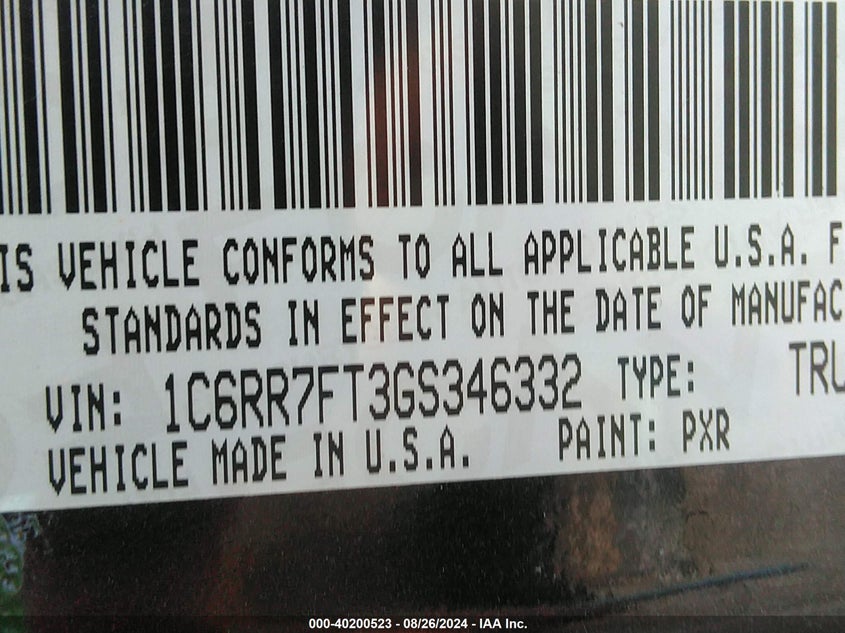 IS VEHICLE CONFORMS TO ALL APPLICABLE U.S.A. F
STANDARDS IN EFFECT ON THE DATE OF MANUFAC
VIN: 1C6RR7FT3GS346332 TYPE: TRU
VEHICLE MADE IN U.S.A. PAINT: PXR
000-40200523 - 08/26/2024 - IAA Inc.